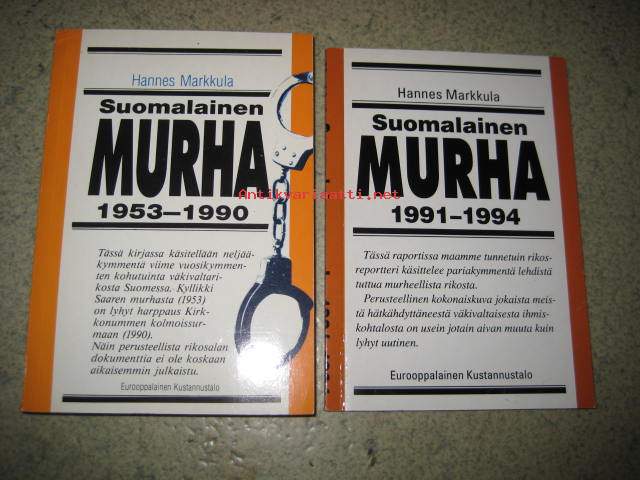 Hannes Markkula
Suomalainen
MURHA
1953–1990
Tässä kirjassa käsitellään neljää-
kymmentä viime vuosikymmen-
ten kohutuinta väkivaltari-
kosta Suomessa. Kyllikki
Saaren murhasta (1953)
on lyhyt harppaus Kirk-
konummen kolmoissur-
maan (1990).
Näin perusteellista rikosalan
dokumenttia ei ole koskaan
aikaisemmin julkaistu.
Eurooppalainen Kustannustalo
Hannes Markkula
Suomalainen
MURHA
1991–1994
Tässä raportissa maamme tunnetuin rikos-
reportteri käsittelee pariakymmentä lehdistä
tuttua murheellista rikosta.
Perusteellinen kokonaiskuva jokaista meis-
tä hätkähdyttäneestä väkivaltaisesta ihmis-
kohtalosta on usein jotain aivan muuta kuin
lyhyt uutinen.
Eurooppalainen Kustannustalo
Antikvariaatti.net